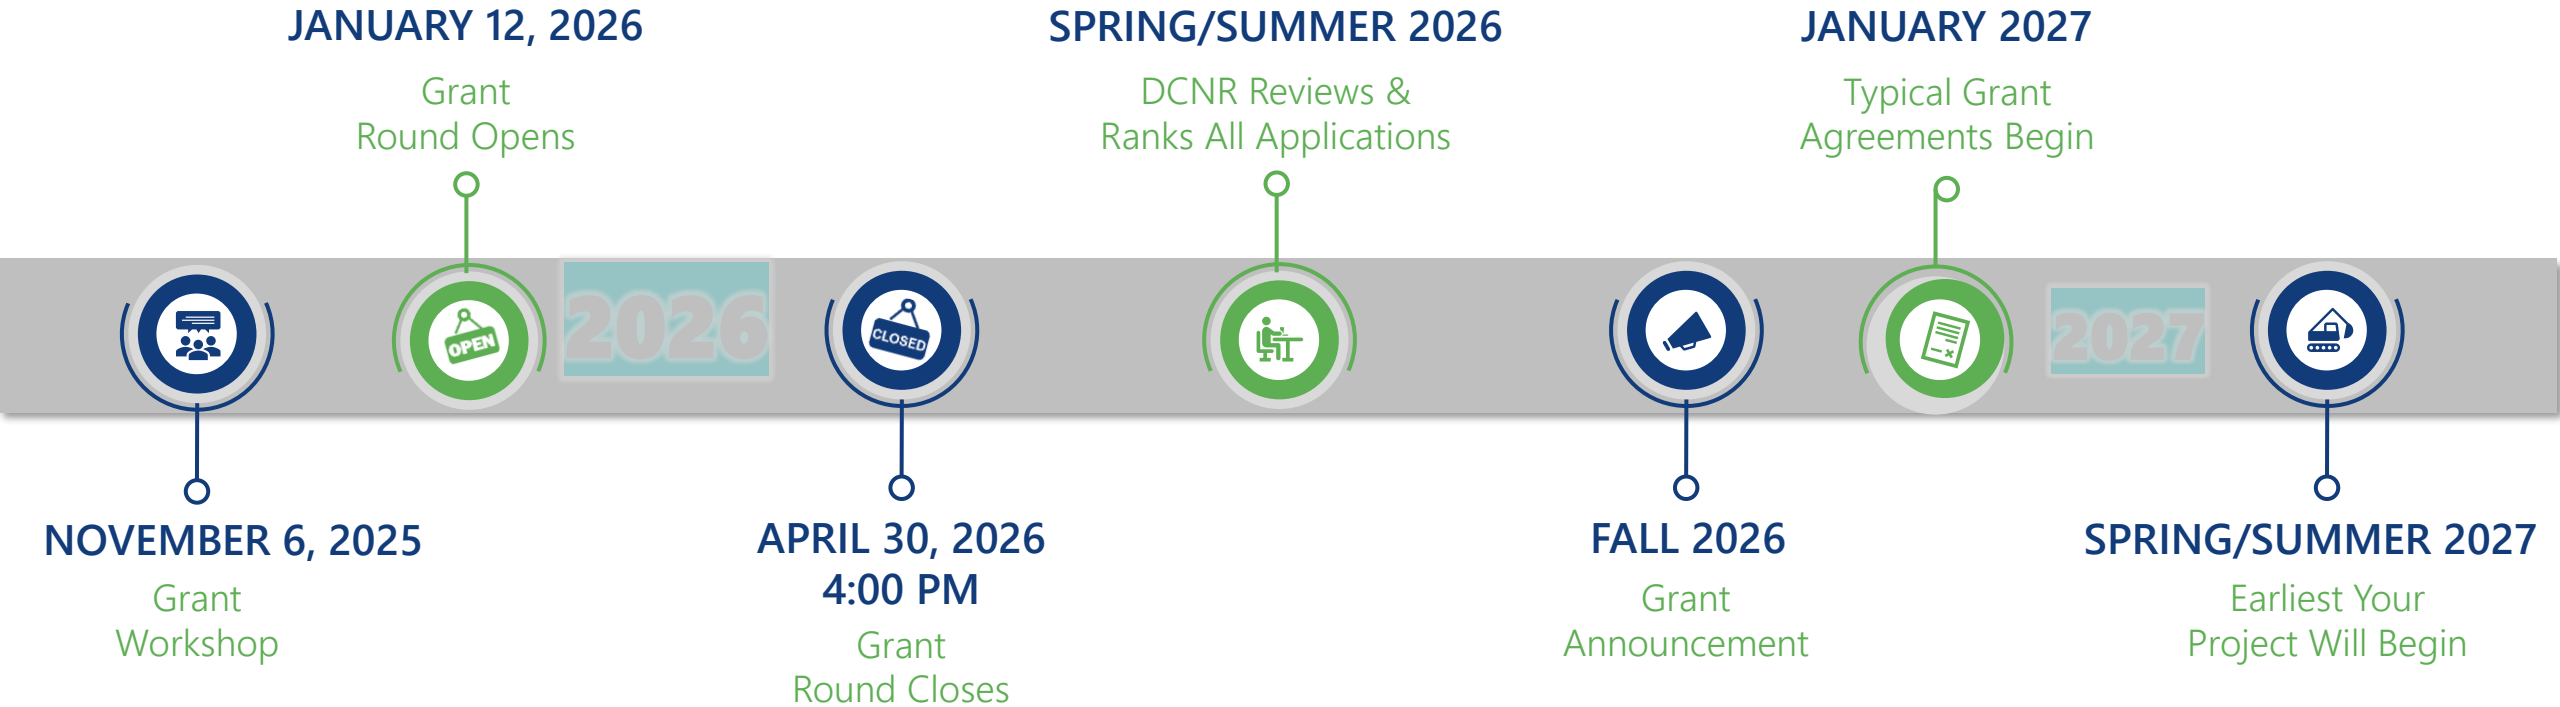 JANUARY 12, 2026
Grant
Round Opens
SPRING/SUMMER 2026
DCNR Reviews &
Ranks All Applications
JANUARY 2027
Typical Grant
Agreements Begin
OPEN
2026
CLOSED
2027
NOVEMBER 6, 2025
Grant
Workshop
APRIL 30, 2026
4:00 PM
Grant
Round Closes
FALL 2026
Grant
Announcement
SPRING/SUMMER 2027
Earliest Your
Project Will Begin